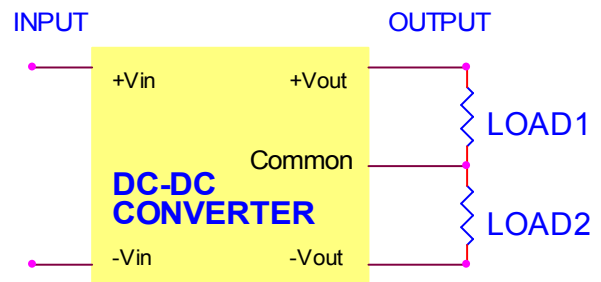 INPUT
OUTPUT
+Vin
+Vout
LOAD1
Common
DC-DC
CONVERTER
LOAD2
-Vin
-Vout